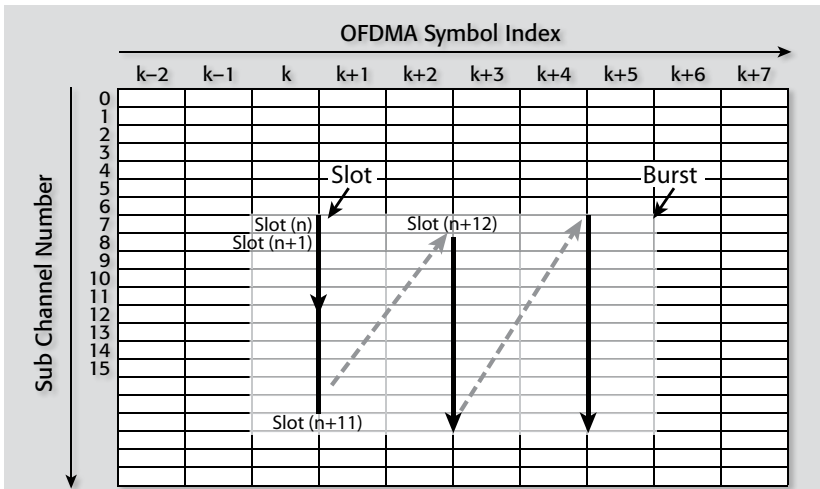 OFDMA Symbol Index
k–2 k–1 k k+1 k+2 k+3 k+4 k+5 k+6 k+7
Sub Channel Number
0
1
2
3
4
5
6
7
8
9
10
11
12
13
14
15
Slot
Burst
Slot (n)
Slot (n+12)
Slot (n+1)
Slot (n+11)